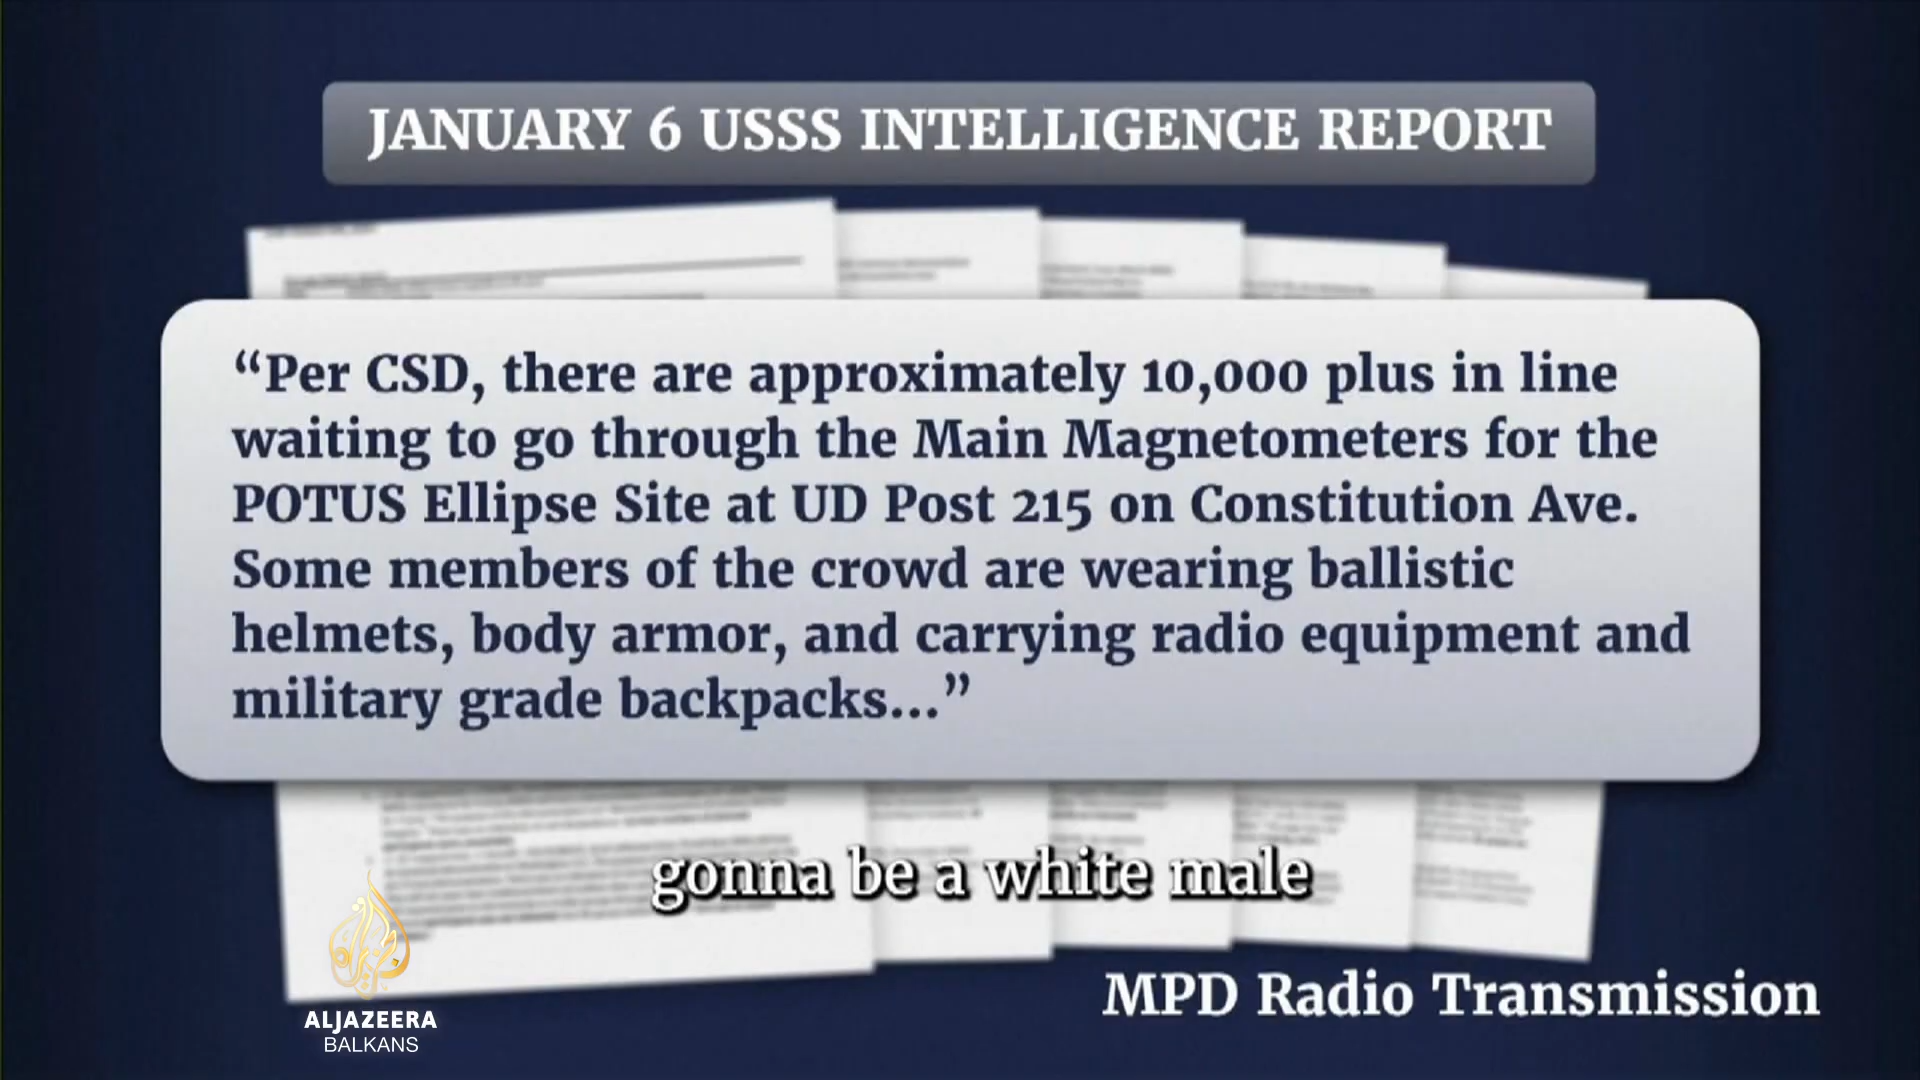 JANUARY 6 USSS INTELLIGENCE REPORT
“Per CSD, there are approximately 10,000 plus in line
waiting to go through the Main Magnetometers for the
POTUS Ellipse Site at UD Post 215 on Constitution Ave.
Some members of the crowd are wearing ballistic
helmets, body armor, and carrying radio equipment and
military grade backpacks...”
gonna be a white male
MPD Radio Transmission
ALJAZEERA
BALKANS